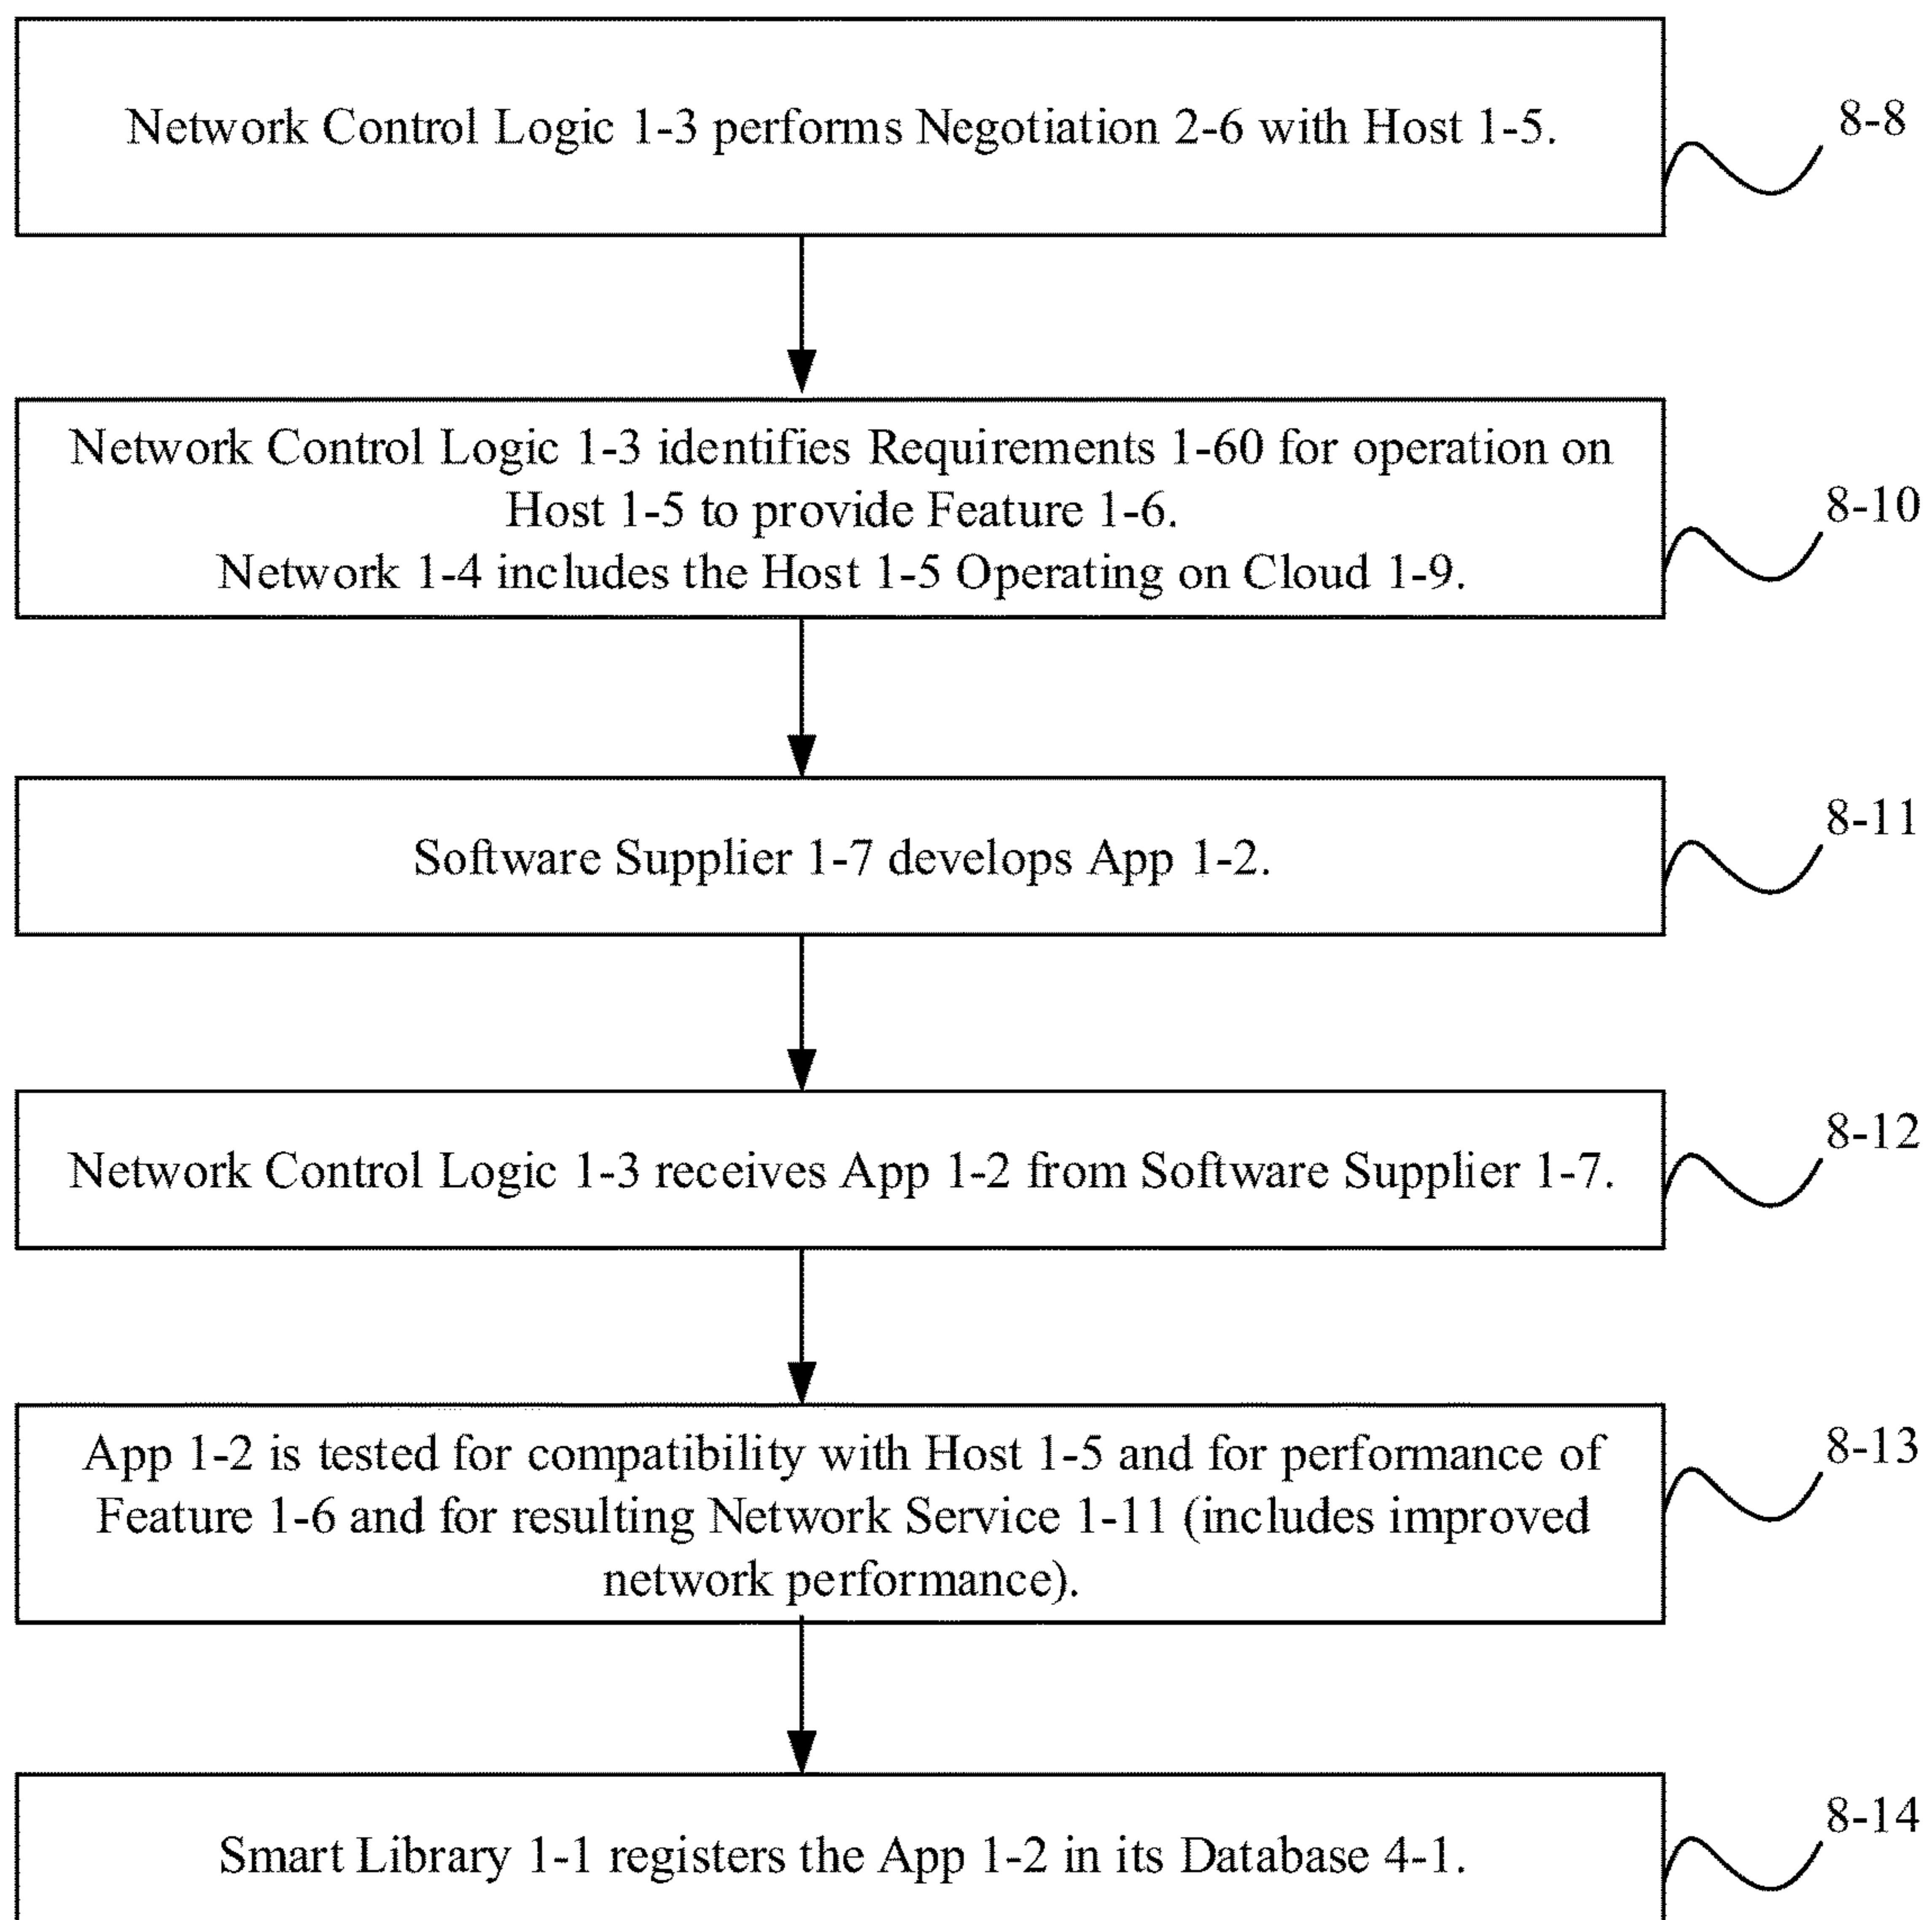 Network Control Logic 1-3 performs Negotiation 2-6 with Host 1-5.
8-8
Network Control Logic 1-3 identifies Requirements 1-60 for operation on
Host 1-5 to provide Feature 1-6.
Network 1-4 includes the Host 1-5 Operating on Cloud 1-9.
8-10
Software Supplier 1-7 develops App 1-2.
8-11
Network Control Logic 1-3 receives App 1-2 from Software Supplier 1-7.
8-12
App 1-2 is tested for compatibility with Host 1-5 and for performance of
Feature 1-6 and for resulting Network Service 1-11 (includes improved
network performance).
8-13
Smart Library 1-1 registers the App 1-2 in its Database 4-1.
8-14